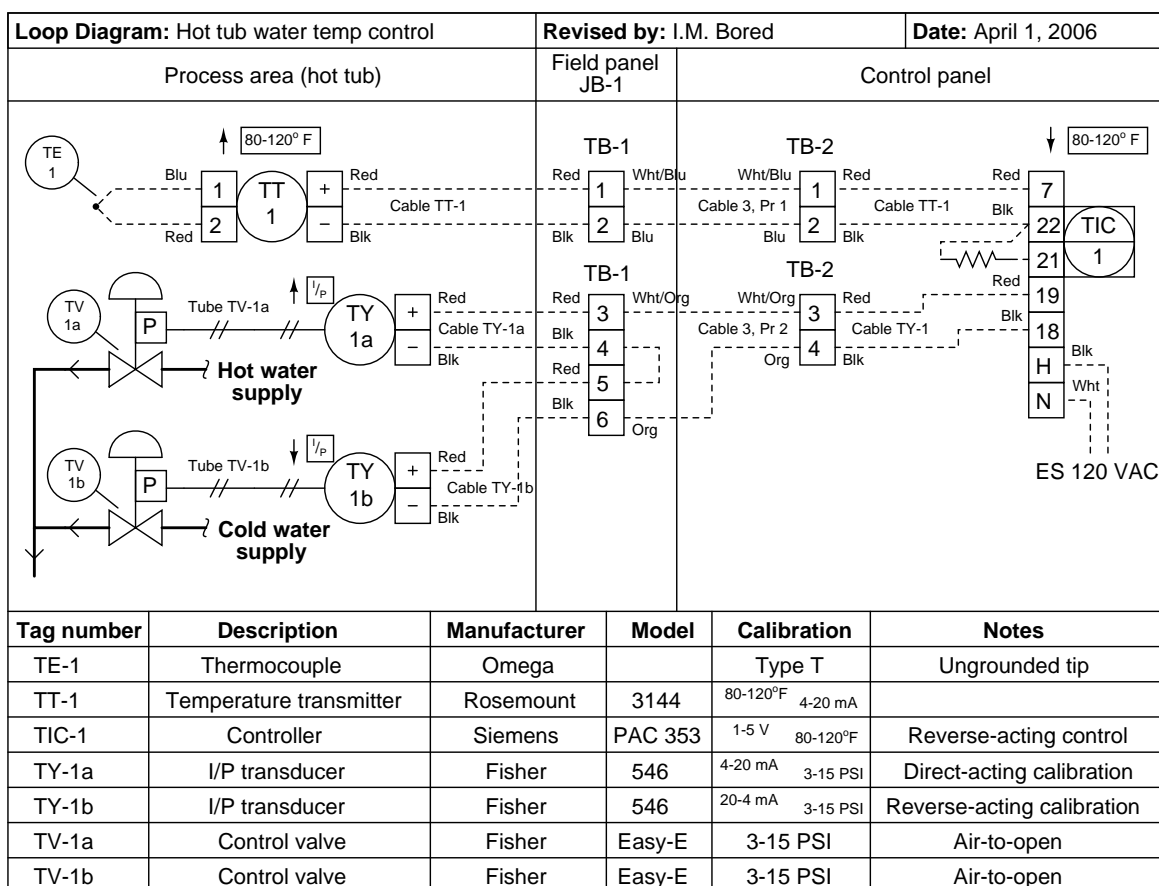 Loop Diagram: Hot tub water temp control Revised by: I.M. Bored Date: April 1, 2006
Process area (hot tub) Field panel JB-1 Control panel
TE 1
80-120° F
Blu
Red
1
2
TT 1
+
−
Red
Blk
Cable TT-1
TB-1
Red 1 Wht/Blu
Blk 2 Blu
Cable 3, Pr 1
TB-2
Wht/Blu 1 Red
Blu 2 Blk
Cable TT-1
80-120° F
Red 7
Blk 22
21
TIC 1
Red 19
Blk 18
H Blk
N Wht
ES 120 VAC
TV 1a
P
Tube TV-1a
I/P
TY 1a
+
−
Red
Blk
Cable TY-1a
Hot water supply
TB-1
Red 3 Wht/Org
Blk 4
Red 5
Blk 6 Org
Cable 3, Pr 2
TB-2
Wht/Org 3 Red
Org 4 Blk
Cable TY-1
TV 1b
P
Tube TV-1b
I/P
TY 1b
+
−
Red
Blk
Cable TY-1b
Cold water supply
Tag number Description Manufacturer Model Calibration Notes
TE-1 Thermocouple Omega Type T Ungrounded tip
TT-1 Temperature transmitter Rosemount 3144 80-120°F 4-20 mA
TIC-1 Controller Siemens PAC 353 1-5 V 80-120°F Reverse-acting control
TY-1a I/P transducer Fisher 546 4-20 mA 3-15 PSI Direct-acting calibration
TY-1b I/P transducer Fisher 546 20-4 mA 3-15 PSI Reverse-acting calibration
TV-1a Control valve Fisher Easy-E 3-15 PSI Air-to-open
TV-1b Control valve Fisher Easy-E 3-15 PSI Air-to-open